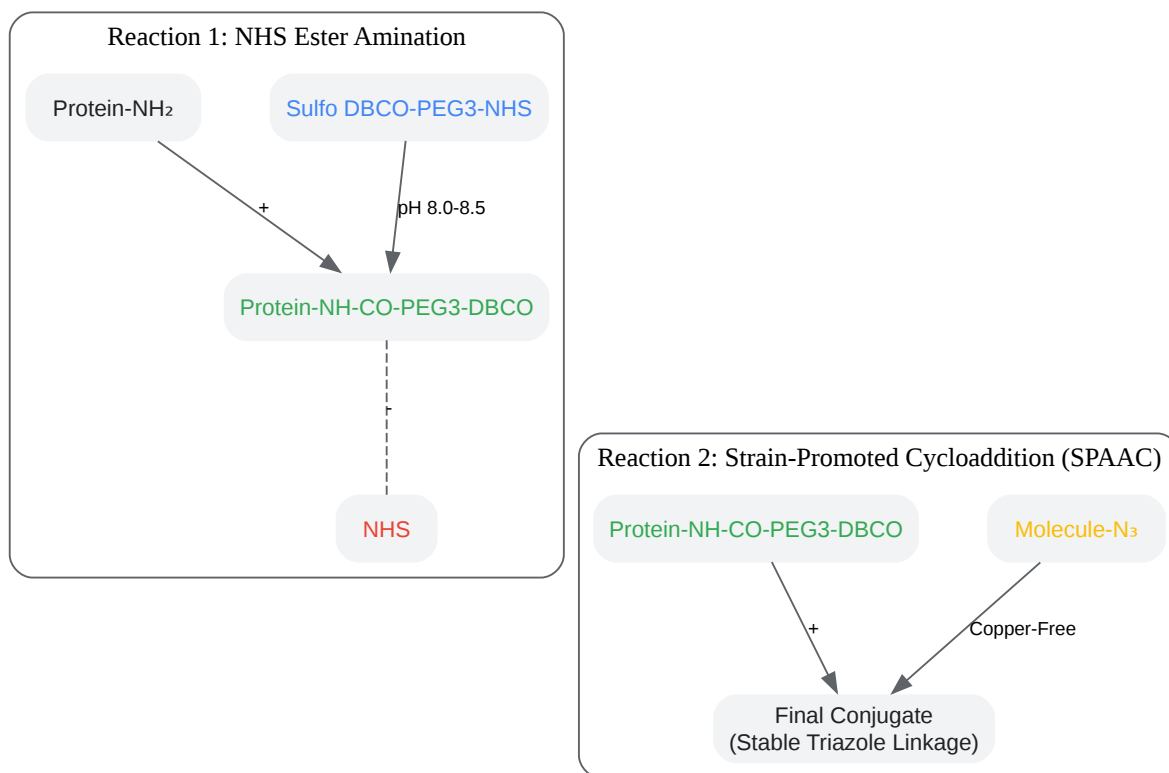 Reaction 1: NHS Ester Amination
Protein-NH₂
Sulfo DBCO-PEG3-NHS
+
pH 8.0-8.5
Protein-NH-CO-PEG3-DBCO
-
NHS
Reaction 2: Strain-Promoted Cycloaddition (SPAAC)
Protein-NH-CO-PEG3-DBCO
Molecule-N₃
+
Copper-Free
Final Conjugate
(Stable Triazole Linkage)